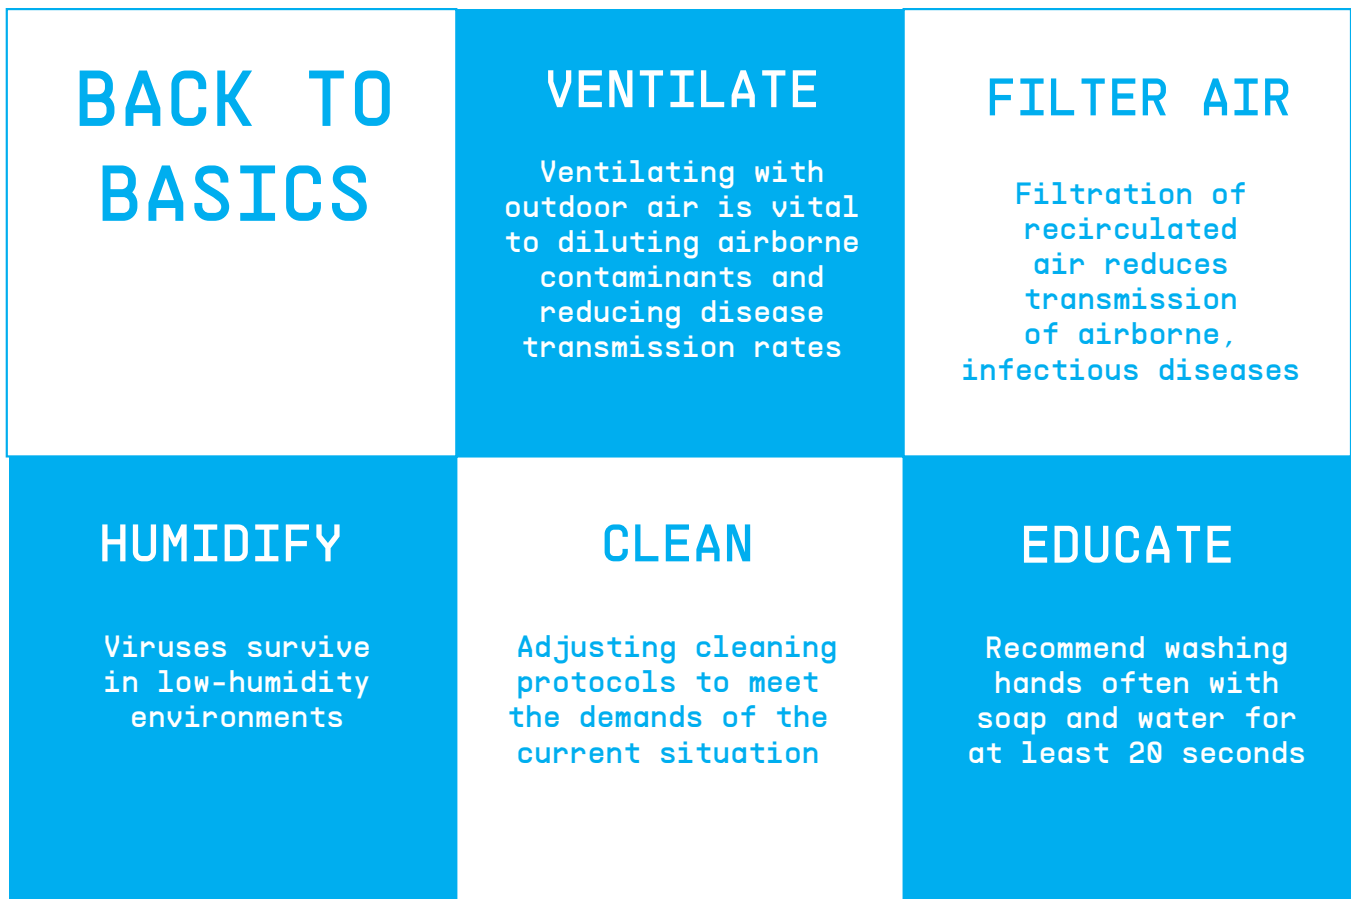 BACK TO
BASICS
VENTILATE
Ventilating with
outdoor air is vital
to diluting airborne
contaminants and
reducing disease
transmission rates
FILTER AIR
Filtration of
recirculated
air reduces
transmission
of airborne,
infectious diseases
HUMIDIFY
Viruses survive
in low-humidity
environments
CLEAN
Adjusting cleaning
protocols to meet
the demands of the
current situation
EDUCATE
Recommend washing
hands often with
soap and water for
at least 20 seconds